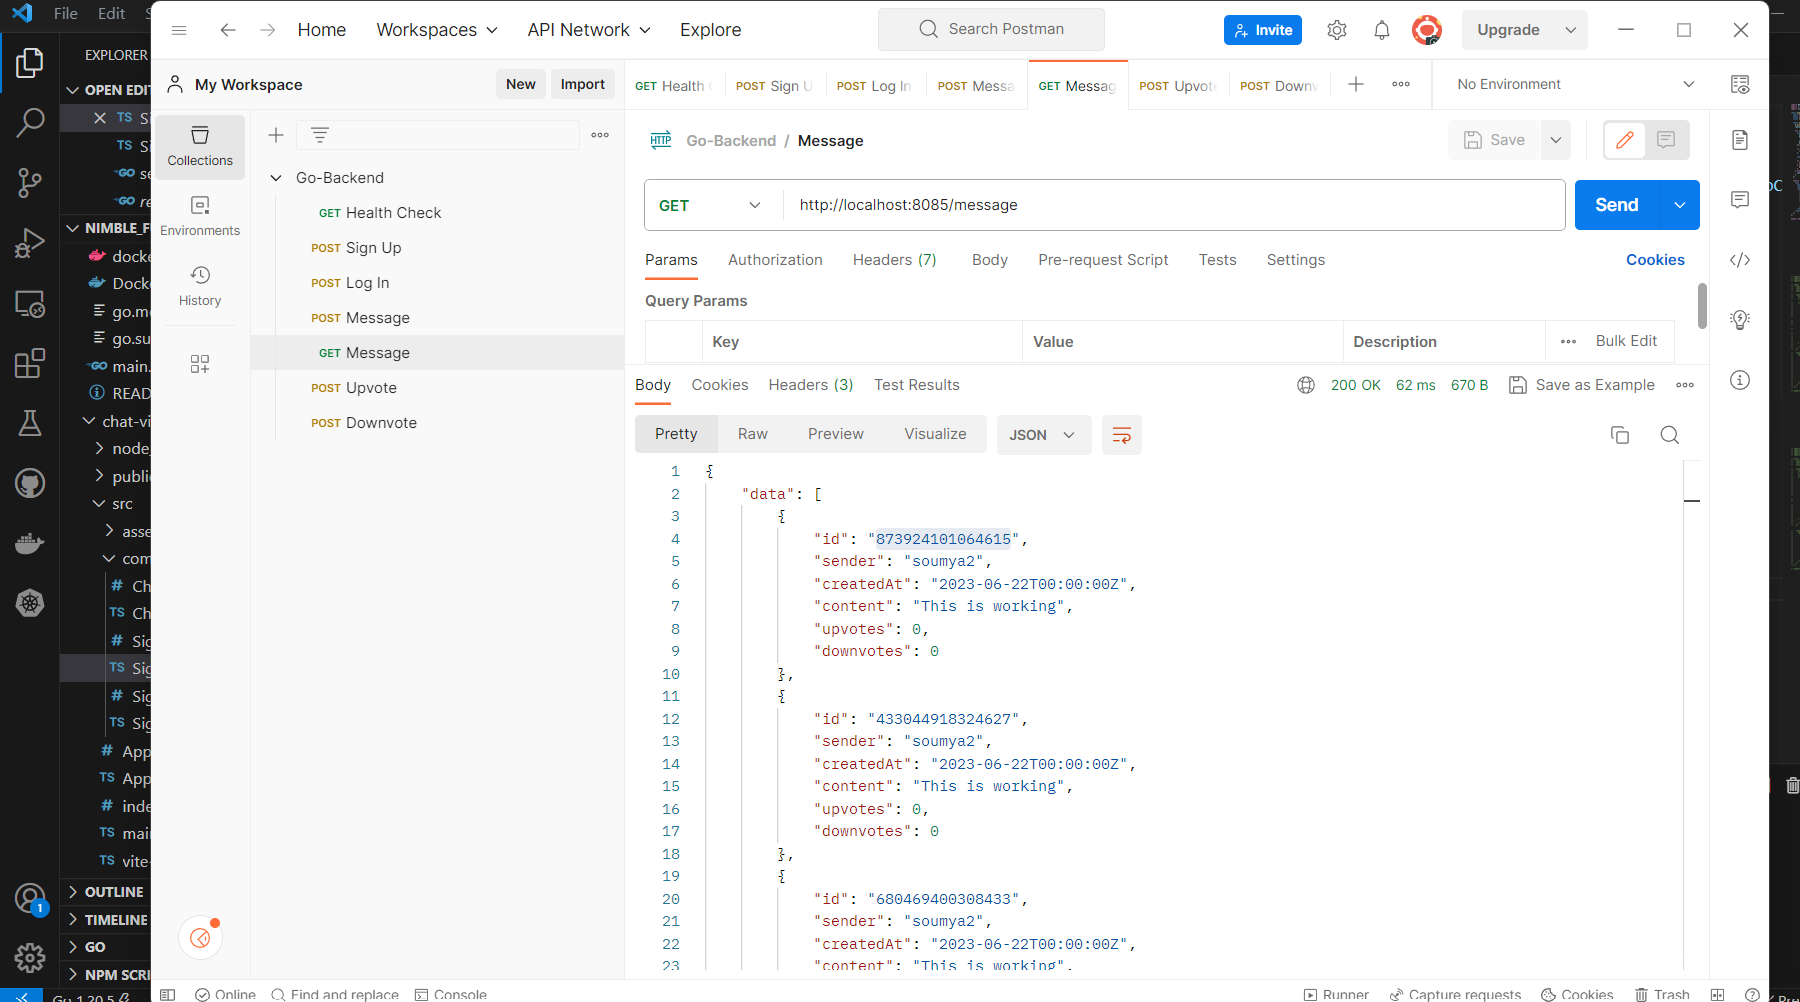 File Edit S
Home Workspaces API Network Explore Search Postman Invite Upgrade
EXPLORER
OPEN EDIT
TS Si
TS Si
GO se
GO re
NIMBLE_F
docke
Docke
go.m
go.su
main.
READ
chat-vi
node_
public
src
asse
com
# Ch
TS Ch
# Sig
TS Sig
# Sig
TS Sig
# App
TS App
# inde
TS mai
TS vite-
OUTLINE
TIMELINE
GO
NPM SCRI
1
Go 1.20.5
My Workspace New Import
Collections
Environments
History
Go-Backend
GET Health Check
POST Sign Up
POST Log In
POST Message
GET Message
POST Upvote
POST Downvote
GET Health C POST Sign U POST Log In POST Messa GET Messag POST Upvote POST Downv No Environment
HTTP Go-Backend / Message Save
GET http://localhost:8085/message Send
Params Authorization Headers (7) Body Pre-request Script Tests Settings Cookies
Query Params
Key Value Description Bulk Edit
Body Cookies Headers (3) Test Results 200 OK 62 ms 670 B Save as Example
Pretty Raw Preview Visualize JSON
1 {
2 "data": [
3 {
4 "id": "873924101064615",
5 "sender": "soumya2",
6 "createdAt": "2023-06-22T00:00:00Z",
7 "content": "This is working",
8 "upvotes": 0,
9 "downvotes": 0
10 },
11 {
12 "id": "433044918324627",
13 "sender": "soumya2",
14 "createdAt": "2023-06-22T00:00:00Z",
15 "content": "This is working",
16 "upvotes": 0,
17 "downvotes": 0
18 },
19 {
20 "id": "680469400308433",
21 "sender": "soumya2",
22 "createdAt": "2023-06-22T00:00:00Z",
23 "content": "This is working",
Online Find and replace Console Runner Capture requests Cookies Trash